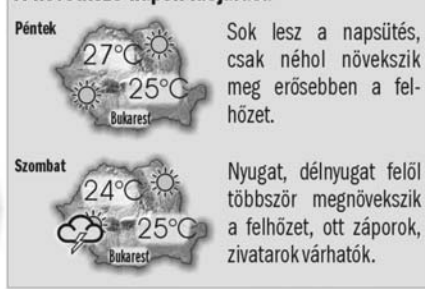 Péntek
27°C
25°C
Bukarest
Sok lesz a napsütés,
csak néhol növekszik
meg erősebben a fel-
hőzet.
Szombat
24°C
25°C
Bukarest
Nyugat, délnyugat felől
többször megnövekszik
a felhőzet, ott záporok,
zivatarok várhatók.